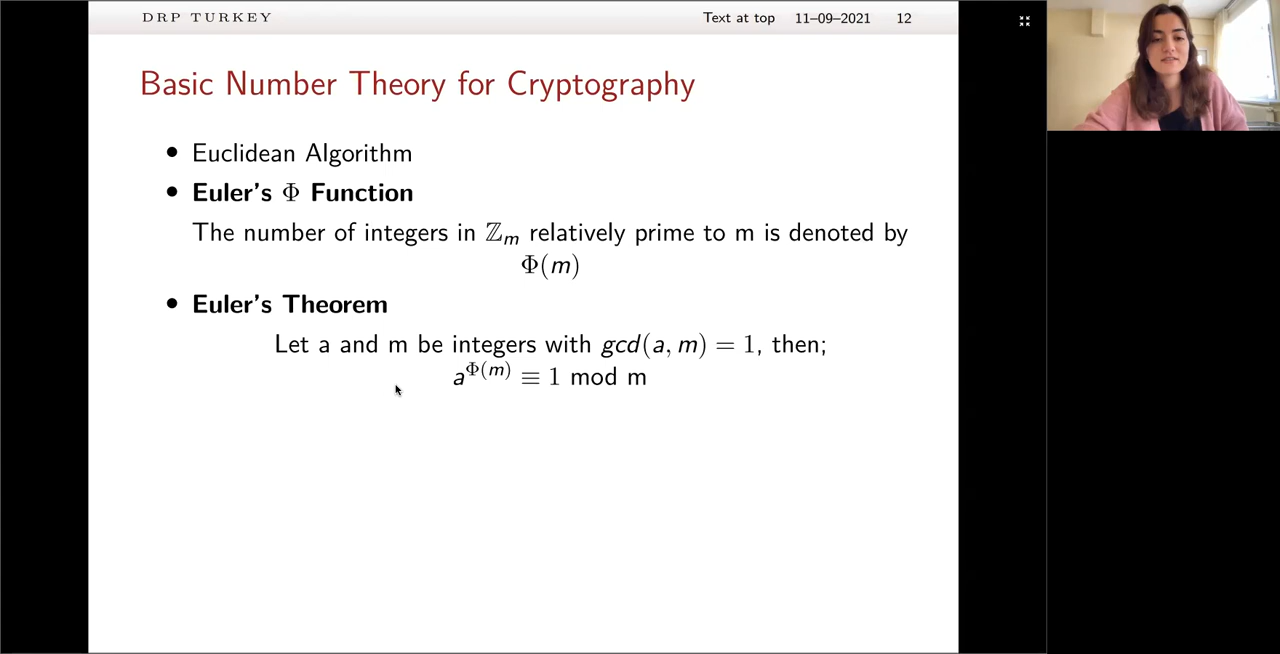 DRP TURKEY Text at top 11–09–2021 12
Basic Number Theory for Cryptography
• Euclidean Algorithm
• Euler's Φ Function
The number of integers in ℤₘ relatively prime to m is denoted by
Φ(m)
• Euler's Theorem
Let a and m be integers with gcd(a, m) = 1, then;
a^Φ(m) ≡ 1 mod m